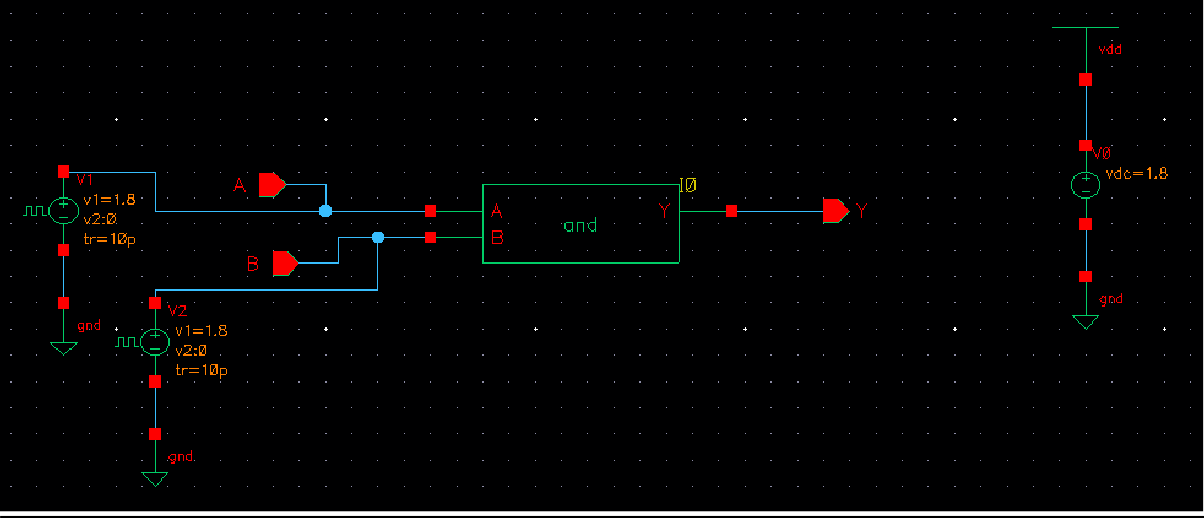 vdd
V0
vdc=1.8
gnd
V1
v1=1.8
v2:0
tr=10p
gnd
A
B
I0
A
B
and
Y
Y
V2
v1=1.8
v2:0
tr=10p
gnd